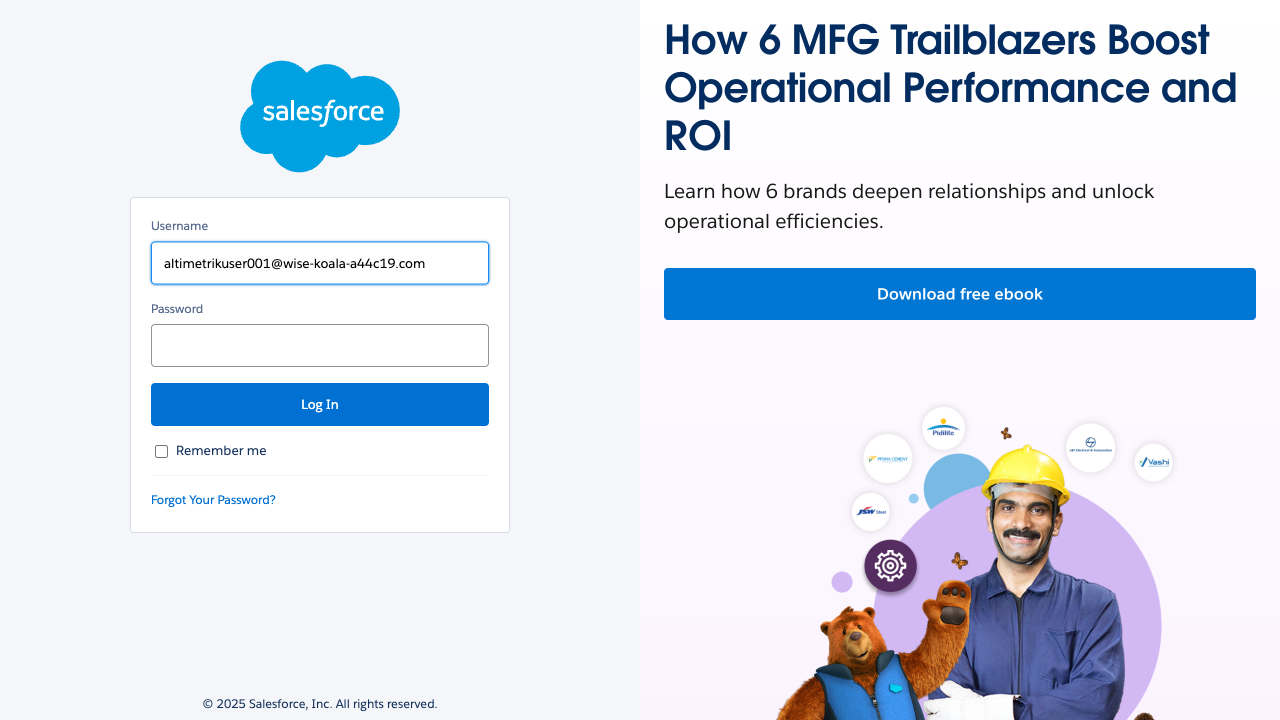 salesforce
Username
altimetrikuser001@wise-koala-a44c19.com
Password
Log In
Remember me
Forgot Your Password?
© 2025 Salesforce, Inc. All rights reserved.
How 6 MFG Trailblazers Boost
Operational Performance and
ROI
Learn how 6 brands deepen relationships and unlock
operational efficiencies.
Download free ebook
Pidilite
PENNA CEMENT
L&T Electrical & Automation
Vashi
JSW Steel